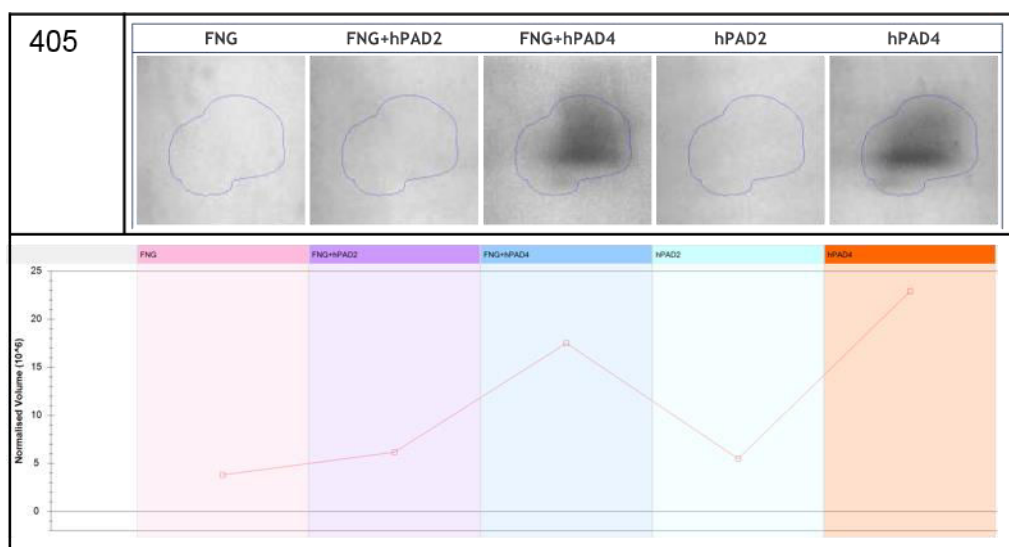 405
FNG FNG+hPAD2 FNG+hPAD4 hPAD2 hPAD4
FNG FNG+hPAD2 FNG+hPAD4 hPAD2 hPAD4
Normalised Volume (10^6)
25
20
15
10
5
0